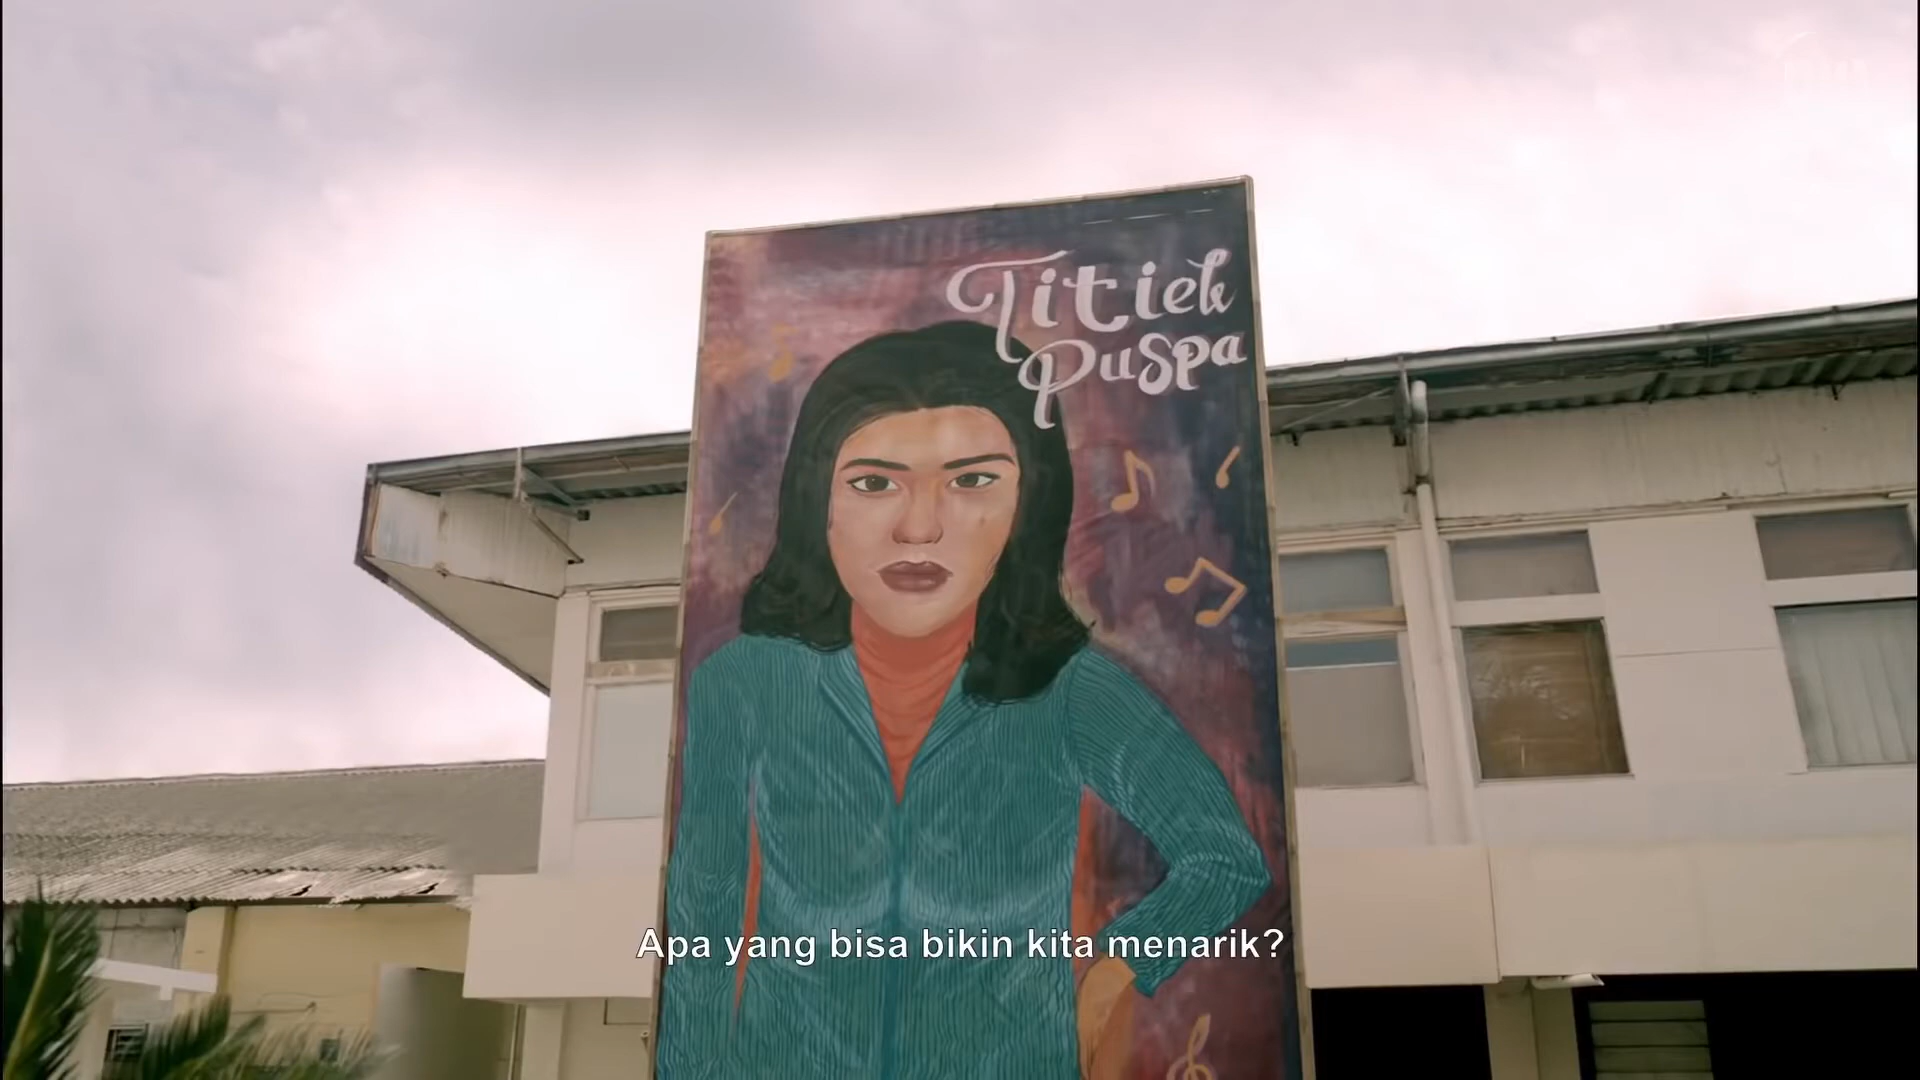 Titiek
Puspa
Apa yang bisa bikin kita menarik?